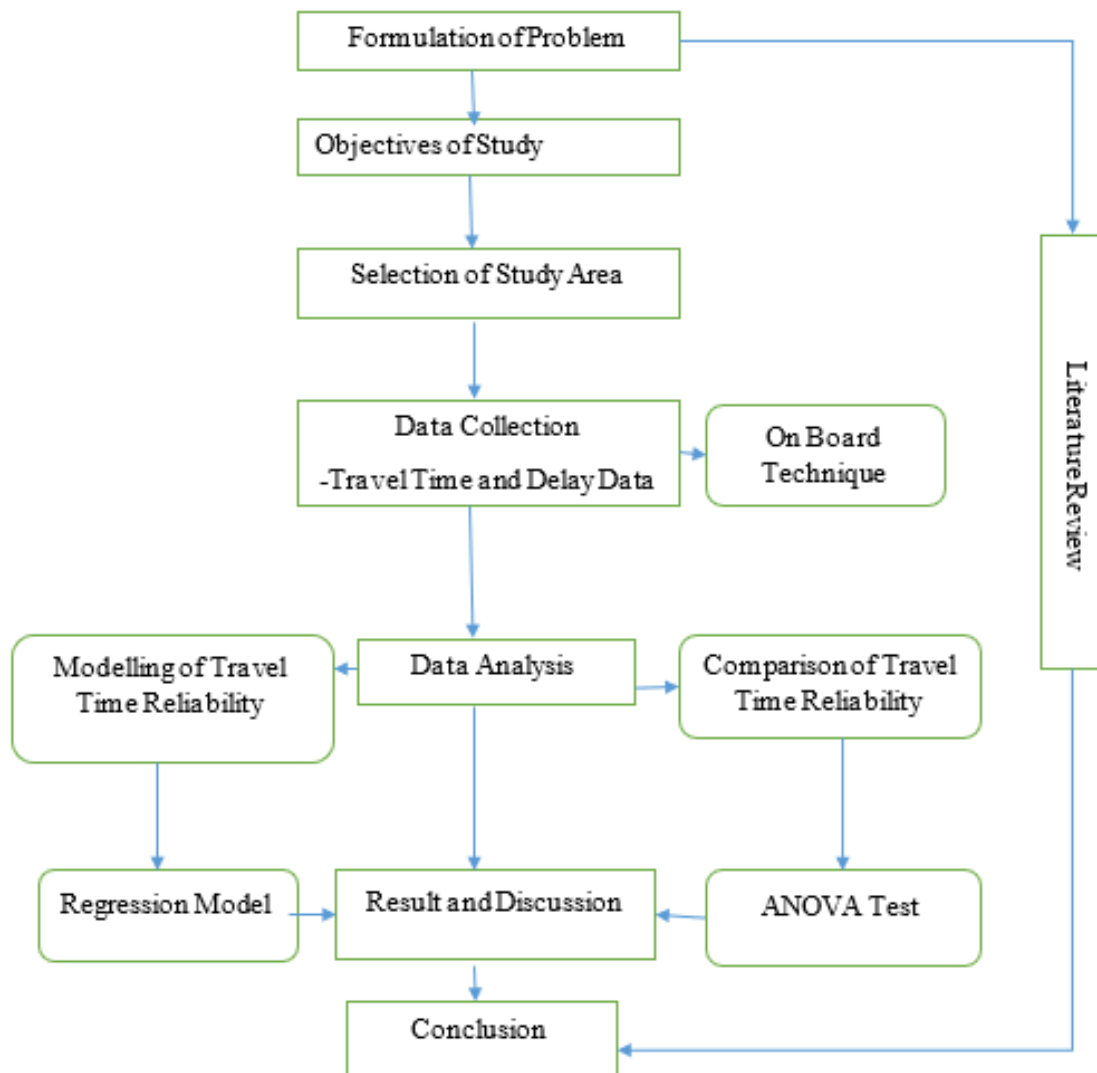 Formulation of Problem
Objectives of Study
Selection of Study Area
Data Collection
-Travel Time and Delay Data
On Board
Technique
Literature Review
Modelling of Travel
Time Reliability
Data Analysis
Comparison of Travel
Time Reliability
Regression Model
Result and Discussion
ANOVA Test
Conclusion